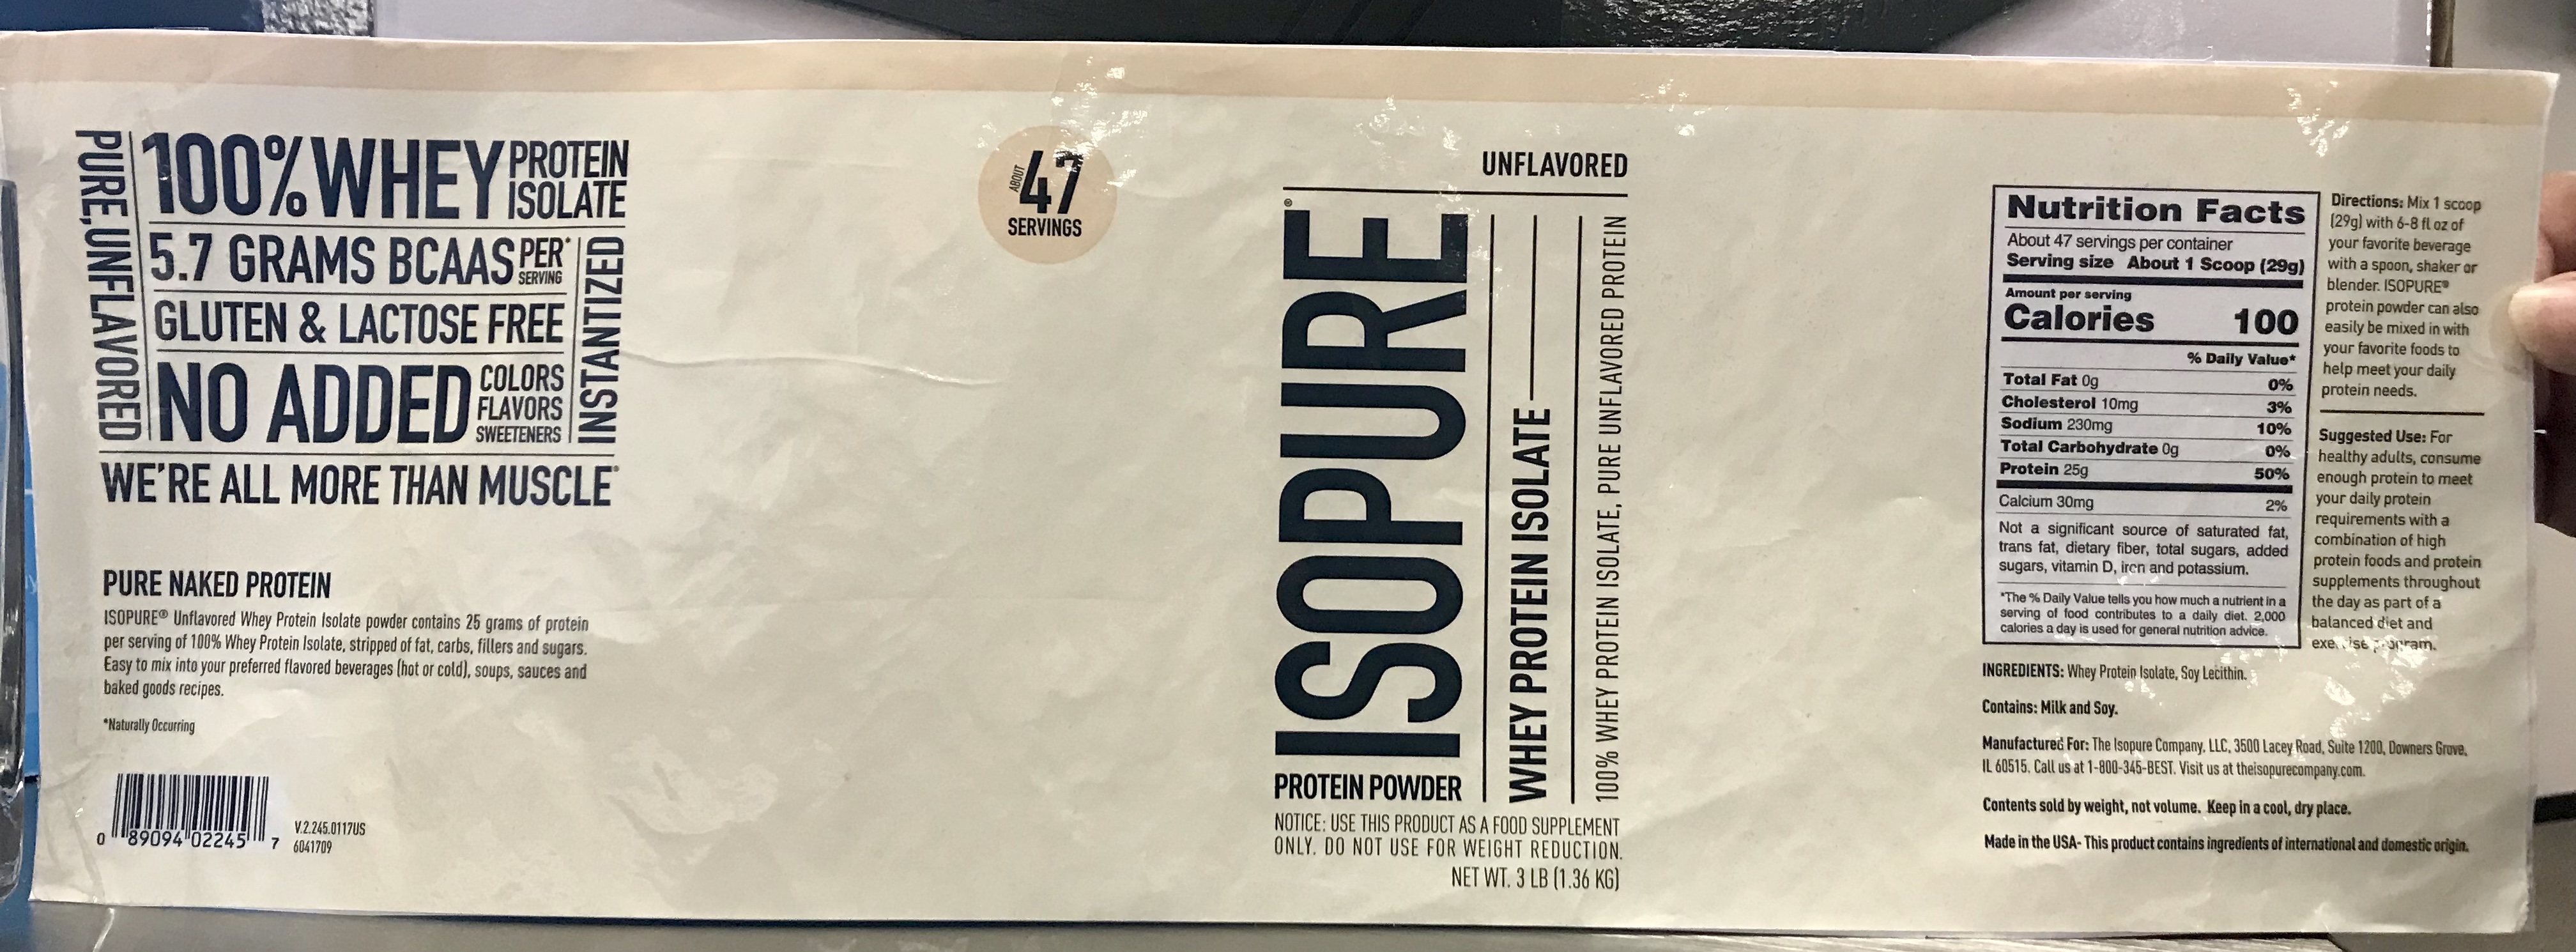 PURE, UNFLAVORED
100% WHEY PROTEIN ISOLATE
5.7 GRAMS BCAAS PER* SERVING
GLUTEN & LACTOSE FREE
NO ADDED COLORS FLAVORS SWEETENERS
INSTANTIZED
WE'RE ALL MORE THAN MUSCLE
PURE NAKED PROTEIN
ISOPURE® Unflavored Whey Protein Isolate powder contains 25 grams of protein
per serving of 100% Whey Protein Isolate, stripped of fat, carbs, fillers and sugars.
Easy to mix into your preferred flavored beverages (hot or cold), soups, sauces and
baked goods recipes.
*Naturally Occurring
0 89094 02245 7
V.2.245.0117US
6041709
ABOUT
47
SERVINGS
UNFLAVORED
ISOPURE®
WHEY PROTEIN ISOLATE
100% WHEY PROTEIN ISOLATE, PURE UNFLAVORED PROTEIN
PROTEIN POWDER
NOTICE: USE THIS PRODUCT AS A FOOD SUPPLEMENT
ONLY. DO NOT USE FOR WEIGHT REDUCTION.
NET WT. 3 LB (1.36 KG)
Nutrition Facts
About 47 servings per container
Serving size About 1 Scoop (29g)
Amount per serving
Calories 100
% Daily Value*
Total Fat 0g 0%
Cholesterol 10mg 3%
Sodium 230mg 10%
Total Carbohydrate 0g 0%
Protein 25g 50%
Calcium 30mg 2%
Not a significant source of saturated fat,
trans fat, dietary fiber, total sugars, added
sugars, vitamin D, iron and potassium.
*The % Daily Value tells you how much a nutrient in a
serving of food contributes to a daily diet. 2,000
calories a day is used for general nutrition advice.
Directions: Mix 1 scoop
(29g) with 6-8 fl oz of
your favorite beverage
with a spoon, shaker or
blender. ISOPURE®
protein powder can also
easily be mixed in with
your favorite foods to
help meet your daily
protein needs.
Suggested Use: For
healthy adults, consume
enough protein to meet
your daily protein
requirements with a
combination of high
protein foods and protein
supplements throughout
the day as part of a
balanced diet and
exercise program.
INGREDIENTS: Whey Protein Isolate, Soy Lecithin.
Contains: Milk and Soy.
Manufactured For: The Isopure Company, LLC, 3500 Lacey Road, Suite 1200, Downers Grove,
IL 60515. Call us at 1-800-345-BEST. Visit us at theisopurecompany.com.
Contents sold by weight, not volume. Keep in a cool, dry place.
Made in the USA- This product contains ingredients of international and domestic origin.